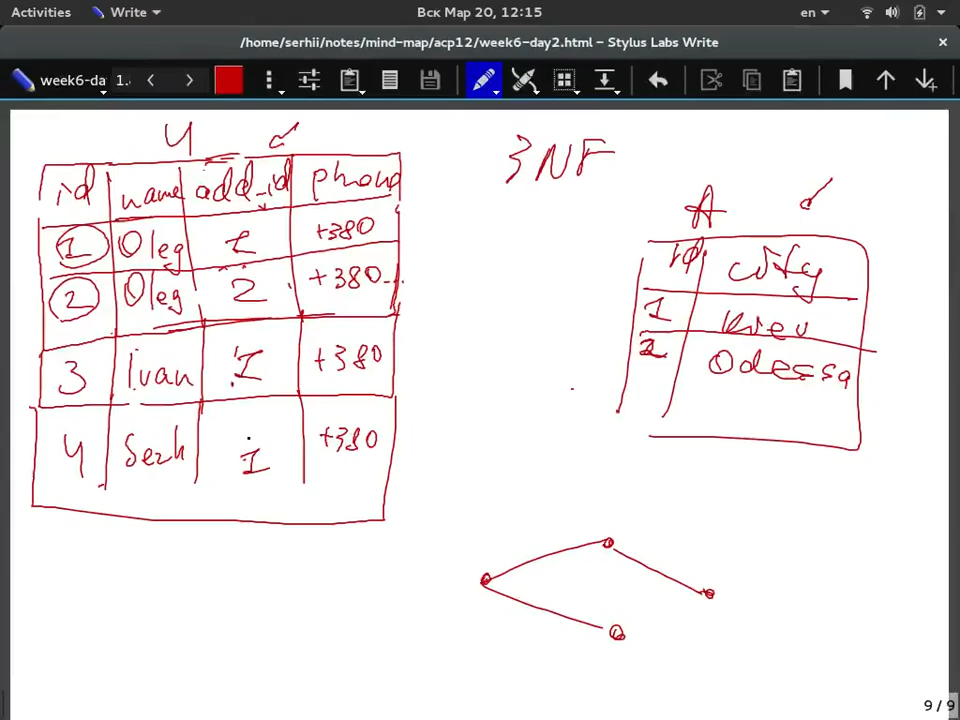 Activities Write Вск Мар 20, 12:15 en
/home/serhii/notes/mind-map/acp12/week6-day2.html – Stylus Labs Write
week6-da 1.
3NF
id name add_id phone
1 Oleg 1 +380
2 Oleg 2 +380...
3 Ivan 1 +380
4 Serh 1 +380
A
id city
1 Kiev
2 Odessa
9 / 9